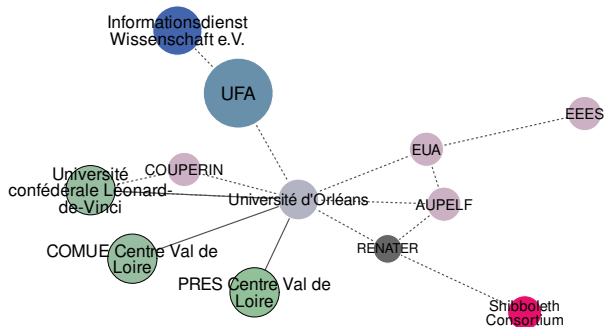 Informationsdienst
Wissenschaft e.V.
UFA
EEES
EUA
COUPERIN
Université
confédérale Léonard-
de-Vinci
Université d'Orléans
AUPELF
COMUE Centre Val de
Loire
RENATER
PRES Centre Val de
Loire
Shibboleth
Consortium